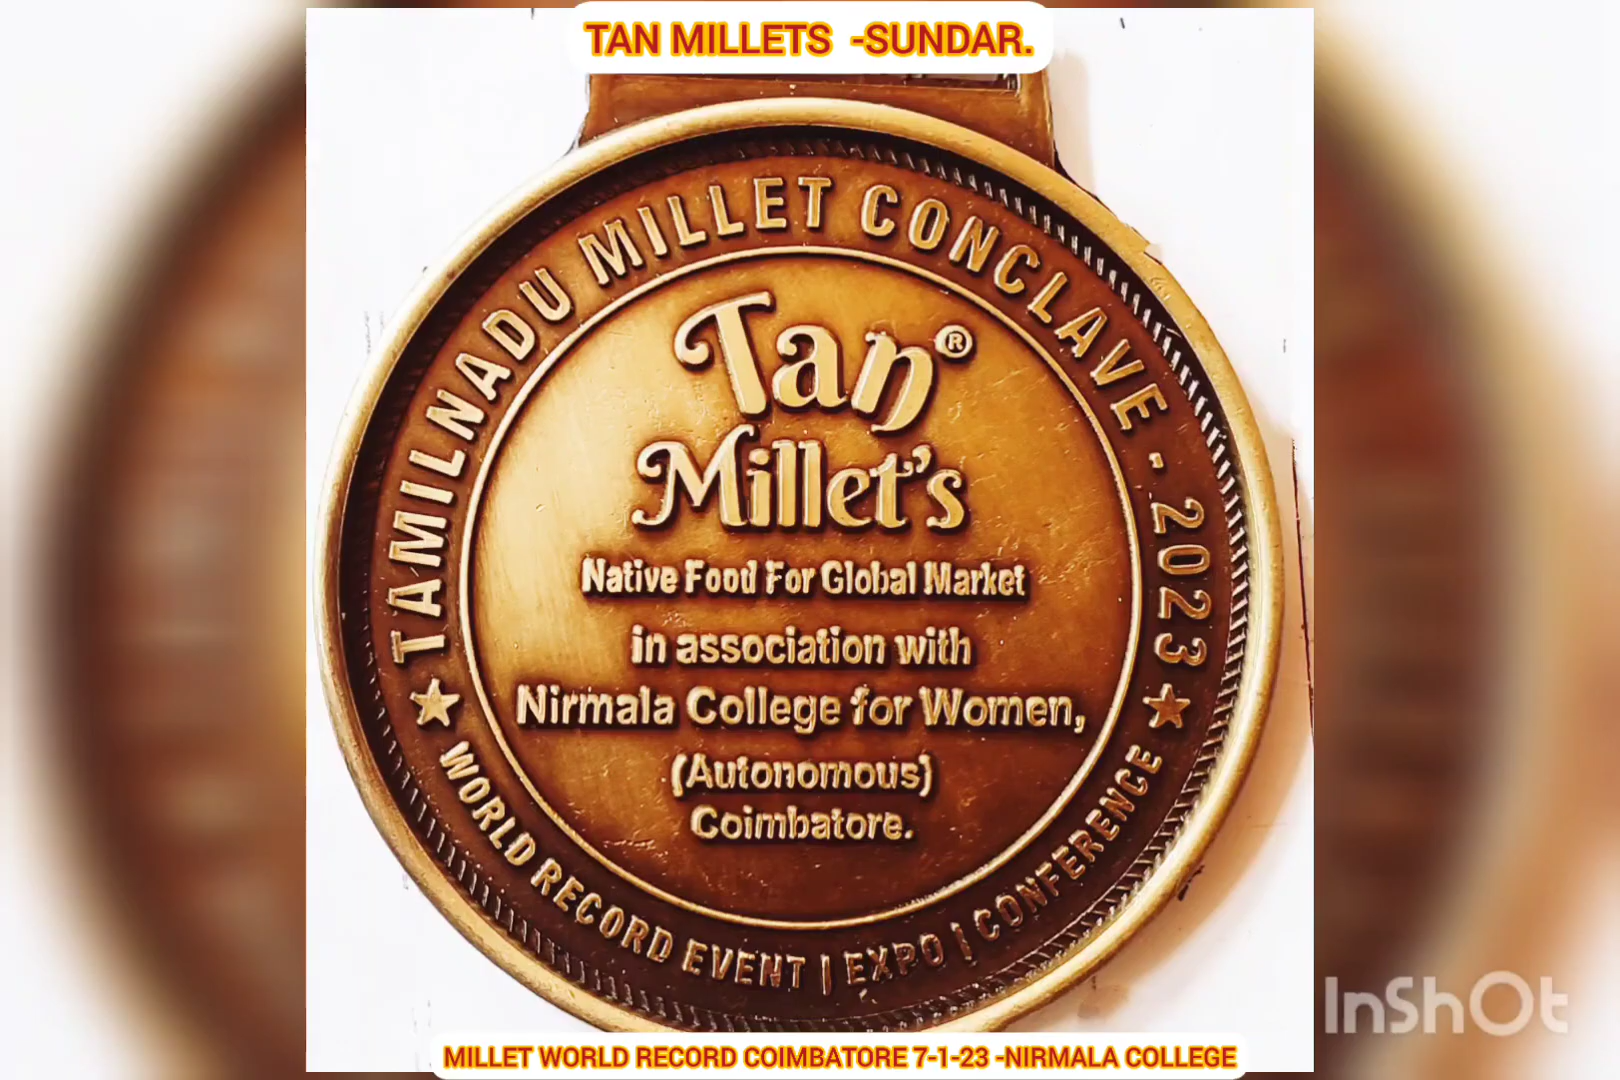 TAN MILLETS -SUNDAR.
TAMILNADU MILLET CONCLAVE - 2023
Tan®
Millet's
Native Food For Global Market
in association with
Nirmala College for Women,
(Autonomous)
Coimbatore.
★ WORLD RECORD EVENT | EXPO | CONFERENCE ★
InShOt
MILLET WORLD RECORD COIMBATORE 7-1-23 -NIRMALA COLLEGE